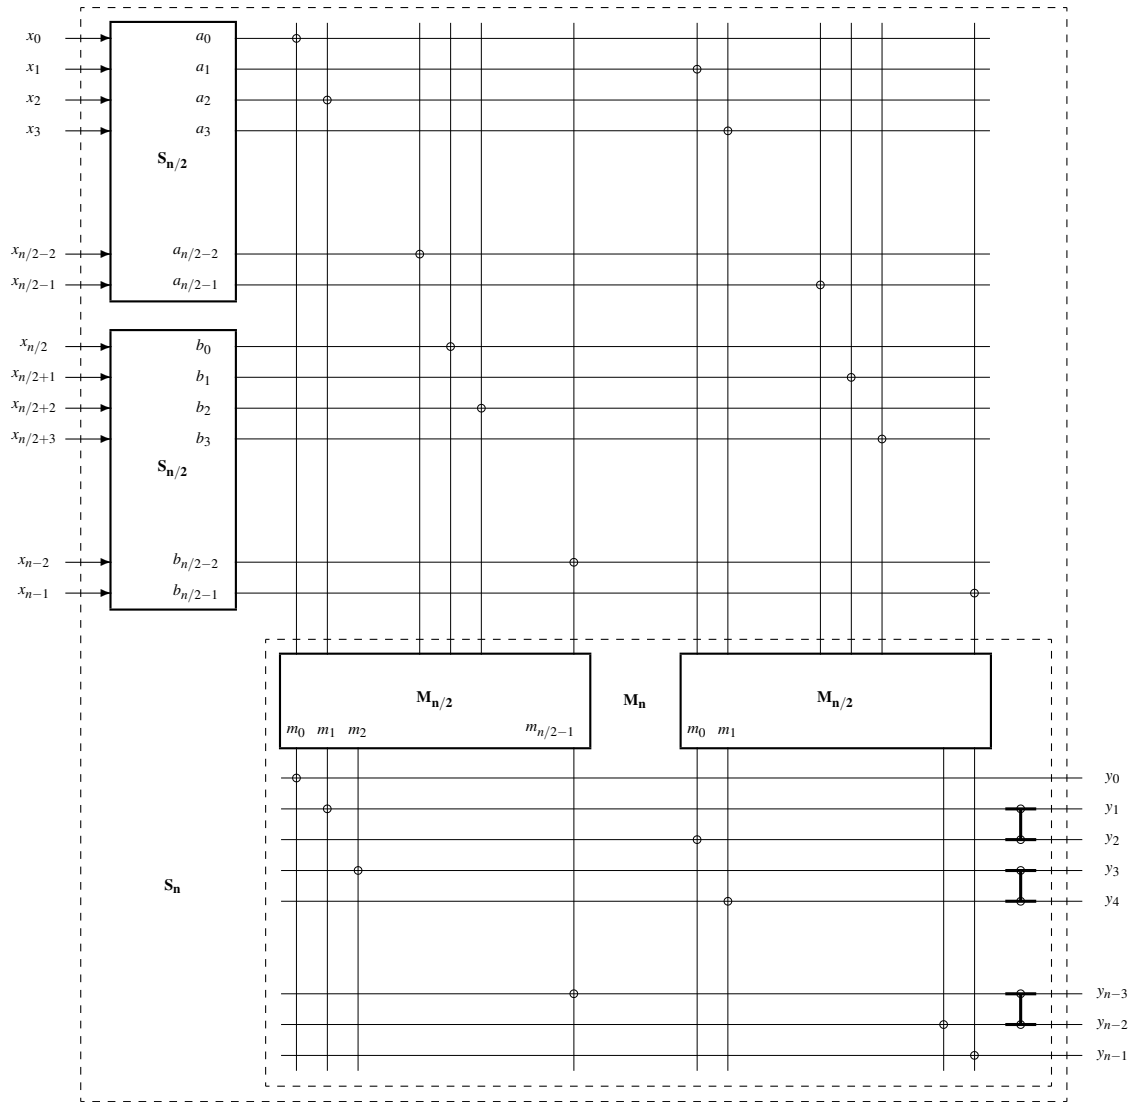 x0 a0
x1 a1
x2 a2
x3 a3
Sn/2
xn/2−2 an/2−2
xn/2−1 an/2−1
xn/2 b0
xn/2+1 b1
xn/2+2 b2
xn/2+3 b3
Sn/2
xn−2 bn/2−2
xn−1 bn/2−1
Mn/2 Mn Mn/2
m0 m1 m2 mn/2−1 m0 m1
y0
y1
y2
y3
Sn
y4
yn−3
yn−2
yn−1